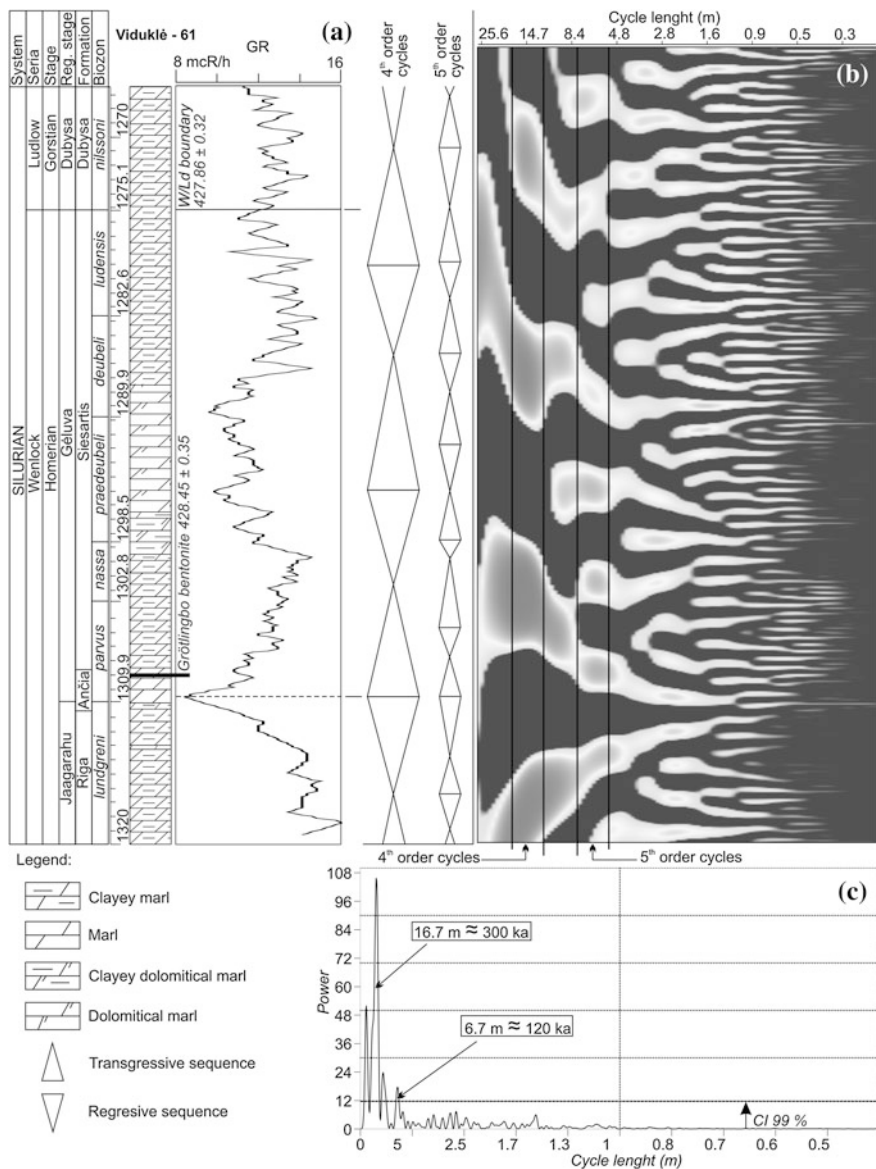 Viduklė - 61
(a)
GR
8 mcR/h
16
System
Seria
Stage
Reg. stage
Formation
Biozon
4th order cycles
5th order cycles
Cycle lenght (m)
25.6 14.7 8.4 4.8 2.8 1.6 0.9 0.5 0.3
(b)
SILURIAN
Ludlow
Wenlock
Gorstian
Homerian
Dubysa
Gėluva
Jaagarahu
Dubysa
Siesartis
Ančia
Riga
nilssoni
ludensis
deubeli
praedeubeli
nassa
parvus
lundgreni
1270
1275.1
1282.6
1289.9
1298.5
1302.8
1309.9
1320
W/Ld boundary
427.86 ± 0.32
Grötlingbo bentonite 428.45 ± 0.35
4th order cycles
5th order cycles
Legend:
Clayey marl
Marl
Clayey dolomitical marl
Dolomitical marl
Transgressive sequence
Regresive sequence
(c)
Power
108
96
84
72
60
48
36
24
12
0
16.7 m ≈ 300 ka
6.7 m ≈ 120 ka
CI 99 %
0 5 2.5 1.7 1.3 1 0.8 0.7 0.6 0.5
Cycle lenght (m)